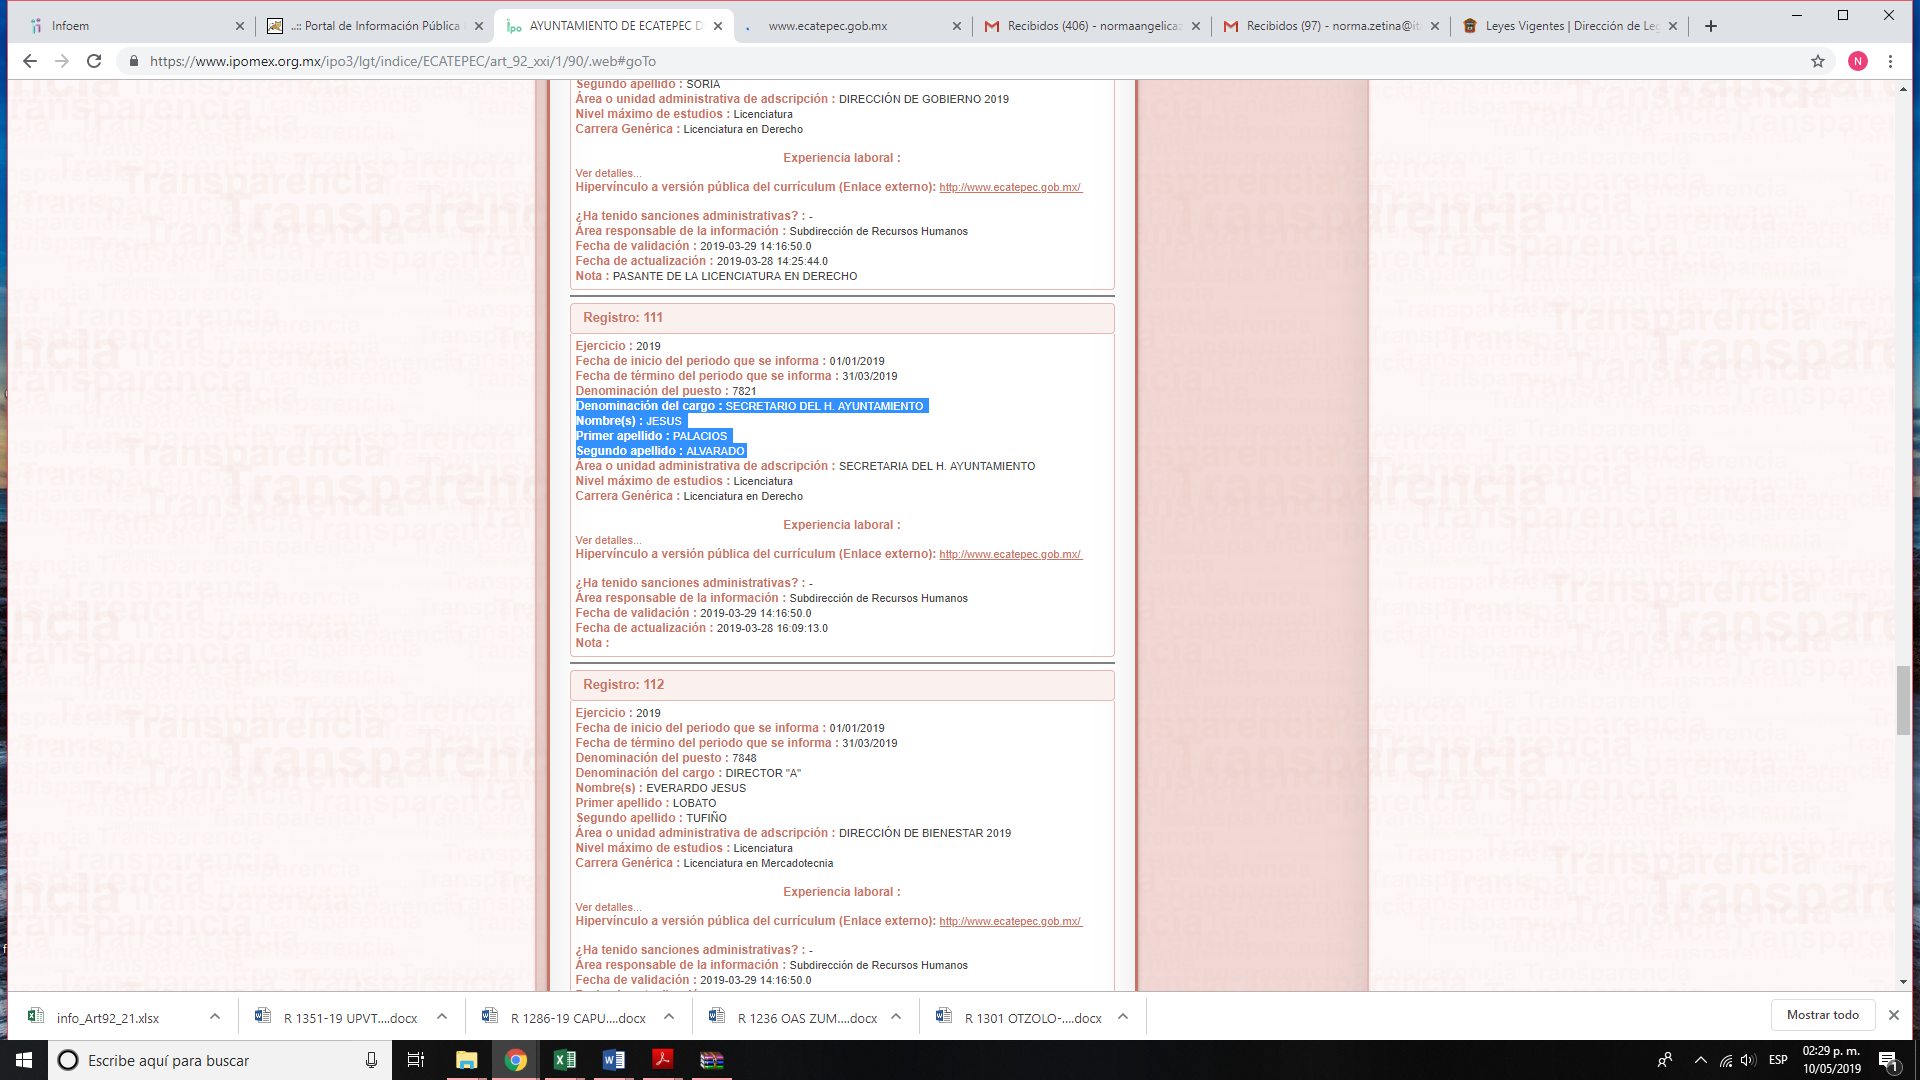 Infoem
..:: Portal de Información Pública
AYUNTAMIENTO DE ECATEPEC D
www.ecatepec.gob.mx
Recibidos (406) - normaangelicaz
Recibidos (97) - norma.zetina@it
Leyes Vigentes | Dirección de Leg
https://www.ipomex.org.mx/ipo3/lgt/indice/ECATEPEC/art_92_xxi/1/90/.web#goTo
N
Segundo apellido : SORIA
Área o unidad administrativa de adscripción : DIRECCIÓN DE GOBIERNO 2019
Nivel máximo de estudios : Licenciatura
Carrera Genérica : Licenciatura en Derecho
Experiencia laboral :
Ver detalles...
Hipervínculo a versión pública del currículum (Enlace externo): http://www.ecatepec.gob.mx/
¿Ha tenido sanciones administrativas? : -
Área responsable de la información : Subdirección de Recursos Humanos
Fecha de validación : 2019-03-29 14:16:50.0
Fecha de actualización : 2019-03-28 14:25:44.0
Nota : PASANTE DE LA LICENCIATURA EN DERECHO
Registro: 111
Ejercicio : 2019
Fecha de inicio del periodo que se informa : 01/01/2019
Fecha de término del periodo que se informa : 31/03/2019
Denominación del puesto : 7821
Denominación del cargo : SECRETARIO DEL H. AYUNTAMIENTO
Nombre(s) : JESUS
Primer apellido : PALACIOS
Segundo apellido : ALVARADO
Área o unidad administrativa de adscripción : SECRETARIA DEL H. AYUNTAMIENTO
Nivel máximo de estudios : Licenciatura
Carrera Genérica : Licenciatura en Derecho
Experiencia laboral :
Ver detalles...
Hipervínculo a versión pública del currículum (Enlace externo): http://www.ecatepec.gob.mx/
¿Ha tenido sanciones administrativas? : -
Área responsable de la información : Subdirección de Recursos Humanos
Fecha de validación : 2019-03-29 14:16:50.0
Fecha de actualización : 2019-03-28 16:09:13.0
Nota :
Registro: 112
Ejercicio : 2019
Fecha de inicio del periodo que se informa : 01/01/2019
Fecha de término del periodo que se informa : 31/03/2019
Denominación del puesto : 7848
Denominación del cargo : DIRECTOR "A"
Nombre(s) : EVERARDO JESUS
Primer apellido : LOBATO
Segundo apellido : TUFIÑO
Área o unidad administrativa de adscripción : DIRECCIÓN DE BIENESTAR 2019
Nivel máximo de estudios : Licenciatura
Carrera Genérica : Licenciatura en Mercadotecnia
Experiencia laboral :
Ver detalles...
Hipervínculo a versión pública del currículum (Enlace externo): http://www.ecatepec.gob.mx/
¿Ha tenido sanciones administrativas? : -
Área responsable de la información : Subdirección de Recursos Humanos
Fecha de validación : 2019-03-29 14:16:50.0
info_Art92_21.xlsx
R 1351-19 UPVT....docx
R 1286-19 CAPU....docx
R 1236 OAS ZUM....docx
R 1301 OTZOLO-....docx
Mostrar todo
Escribe aquí para buscar
ESP
02:29 p. m.
10/05/2019
1